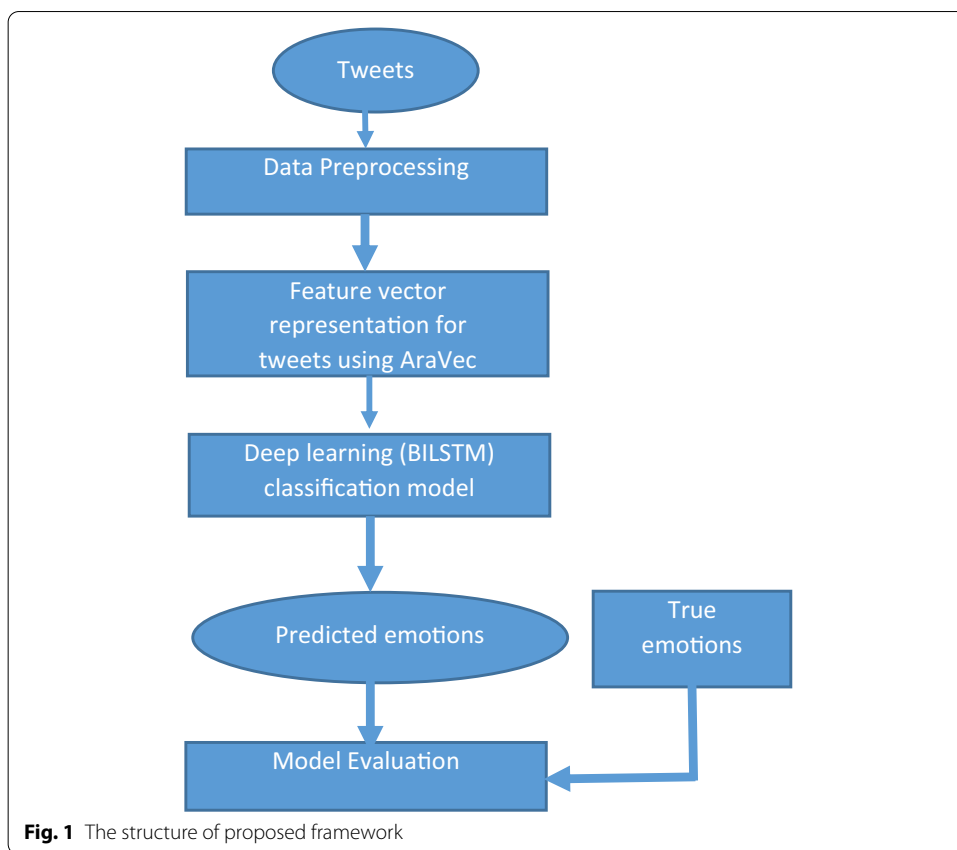 Tweets
Data Preprocessing
Feature vector
representation for
tweets using AraVec
Deep learning (BILSTM)
classification model
Predicted emotions
True
emotions
Model Evaluation
Fig. 1 The structure of proposed framework